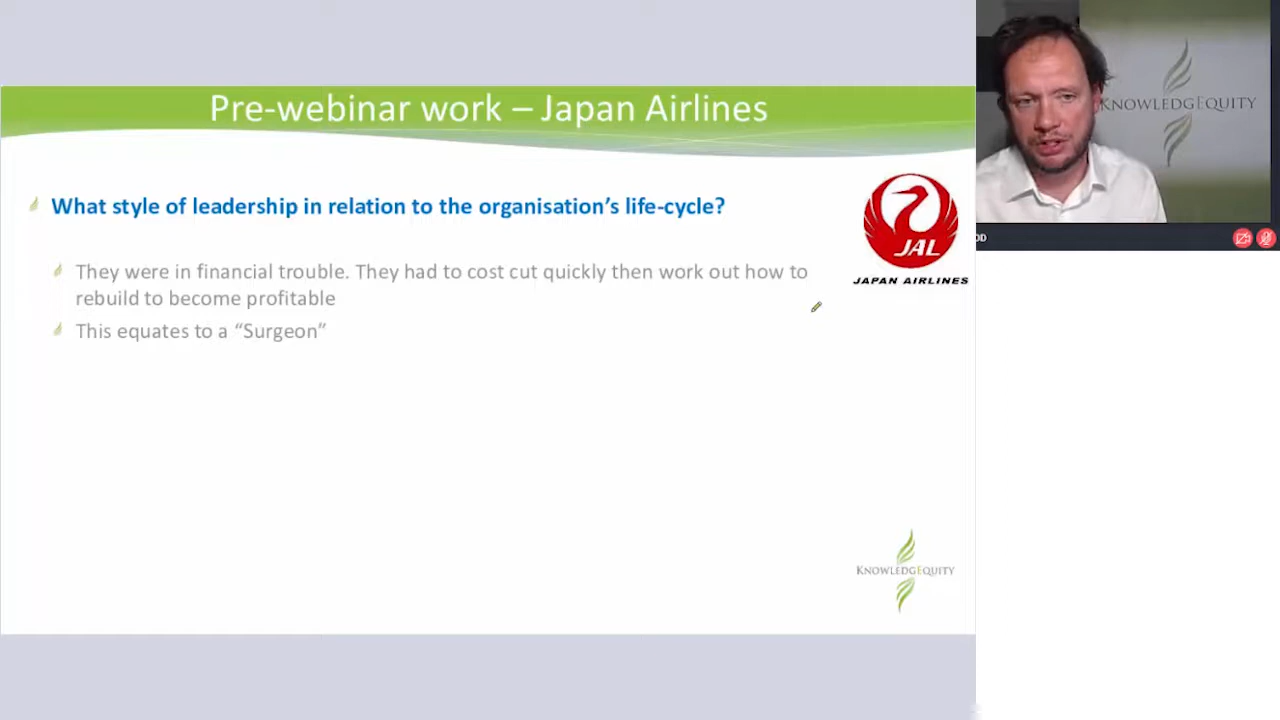 Pre-webinar work – Japan Airlines
What style of leadership in relation to the organisation’s life-cycle?
They were in financial trouble. They had to cost cut quickly then work out how to
rebuild to become profitable
This equates to a “Surgeon”
JAL
JAPAN AIRLINES
KNOWLEDGEQUITY
KNOWLEDGEQUITY
OD